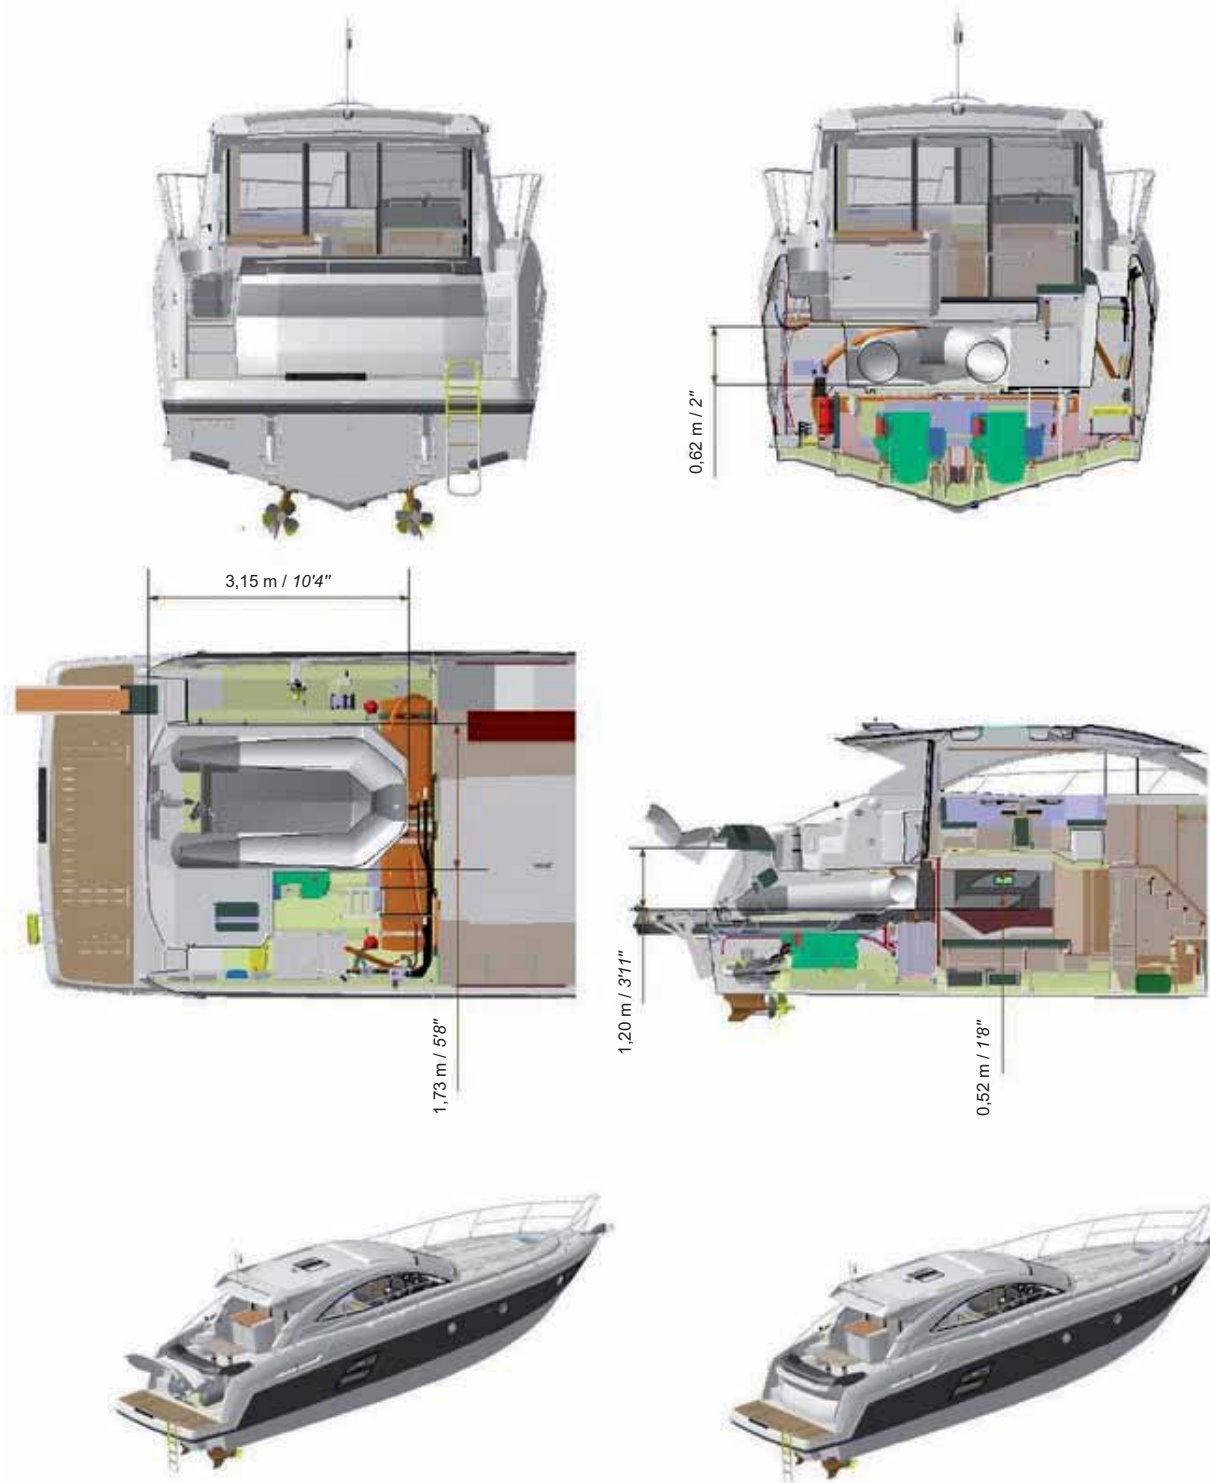 0,62 m / 2"
3,15 m / 10'4"
1,73 m / 5'8"
1,20 m / 3'11"
0,52 m / 1'8"